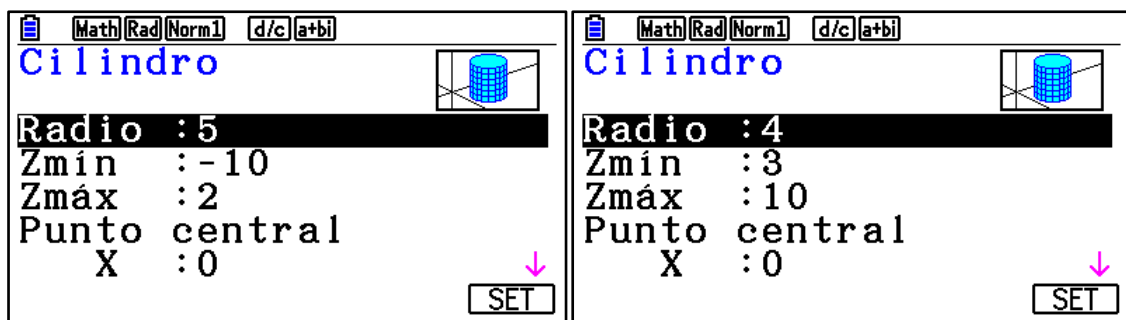 Math Rad Norm1 d/c a+bi
Cilindro
Radio :5
Zmín :-10
Zmáx :2
Punto central
X :0
SET
Math Rad Norm1 d/c a+bi
Cilindro
Radio :4
Zmín :3
Zmáx :10
Punto central
X :0
SET